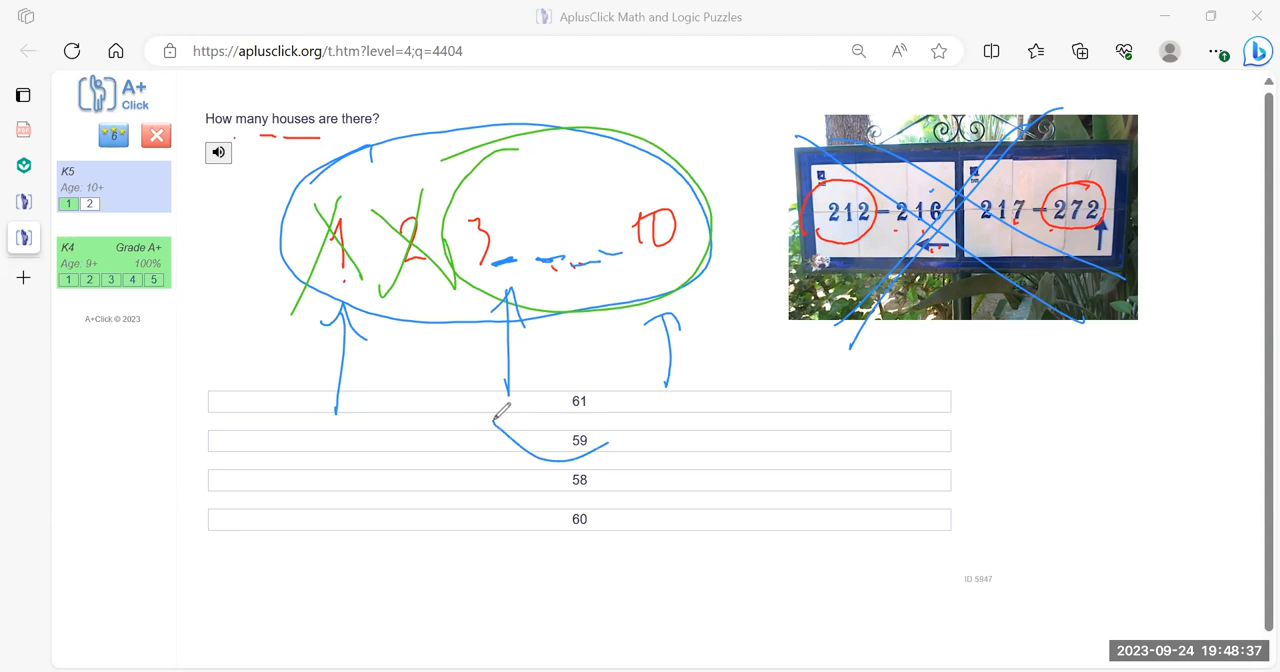 AplusClick Math and Logic Puzzles
https://aplusclick.org/t.htm?level=4;q=4404
A+
Click
6
K5
Age: 10+
1 2
K4 Grade A+
Age: 9+ 100%
1 2 3 4 5
A+Click © 2023
How many houses are there?
1 2 3 10
212-216 217-272
61
59
58
60
ID 5947
2023-09-24 19:48:37